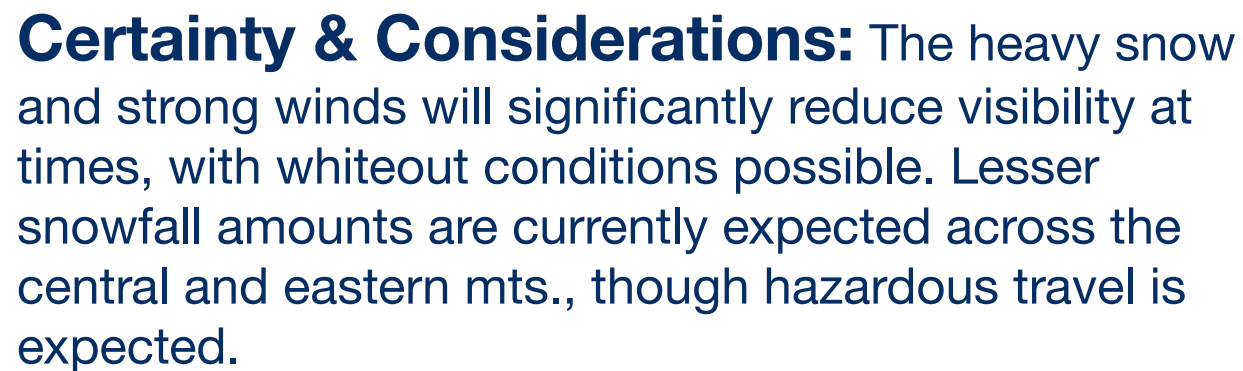 Certainty & Considerations: The heavy snow
and strong winds will significantly reduce visibility at
times, with whiteout conditions possible. Lesser
snowfall amounts are currently expected across the
central and eastern mts., though hazardous travel is
expected.